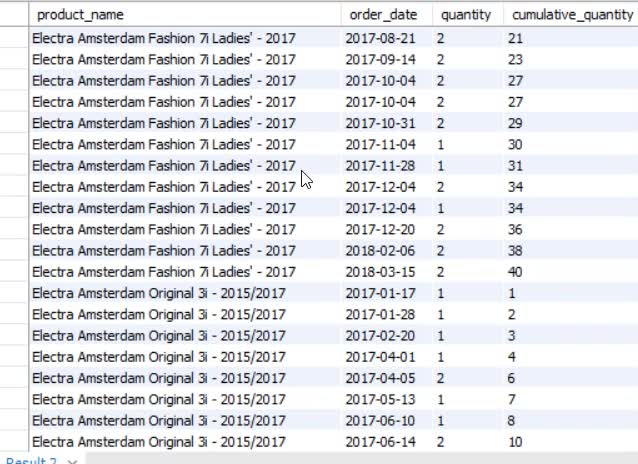 product_name order_date quantity cumulative_quantity
Electra Amsterdam Fashion 7i Ladies' - 2017 2017-08-21 2 21
Electra Amsterdam Fashion 7i Ladies' - 2017 2017-09-14 2 23
Electra Amsterdam Fashion 7i Ladies' - 2017 2017-10-04 2 27
Electra Amsterdam Fashion 7i Ladies' - 2017 2017-10-04 2 27
Electra Amsterdam Fashion 7i Ladies' - 2017 2017-10-31 2 29
Electra Amsterdam Fashion 7i Ladies' - 2017 2017-11-04 1 30
Electra Amsterdam Fashion 7i Ladies' - 2017 2017-11-28 1 31
Electra Amsterdam Fashion 7i Ladies' - 2017 2017-12-04 2 34
Electra Amsterdam Fashion 7i Ladies' - 2017 2017-12-04 1 34
Electra Amsterdam Fashion 7i Ladies' - 2017 2017-12-20 2 36
Electra Amsterdam Fashion 7i Ladies' - 2017 2018-02-06 2 38
Electra Amsterdam Fashion 7i Ladies' - 2017 2018-03-15 2 40
Electra Amsterdam Original 3i - 2015/2017 2017-01-17 1 1
Electra Amsterdam Original 3i - 2015/2017 2017-01-28 1 2
Electra Amsterdam Original 3i - 2015/2017 2017-02-20 1 3
Electra Amsterdam Original 3i - 2015/2017 2017-04-01 1 4
Electra Amsterdam Original 3i - 2015/2017 2017-04-05 2 6
Electra Amsterdam Original 3i - 2015/2017 2017-05-13 1 7
Electra Amsterdam Original 3i - 2015/2017 2017-06-10 1 8
Electra Amsterdam Original 3i - 2015/2017 2017-06-14 2 10
Result 2